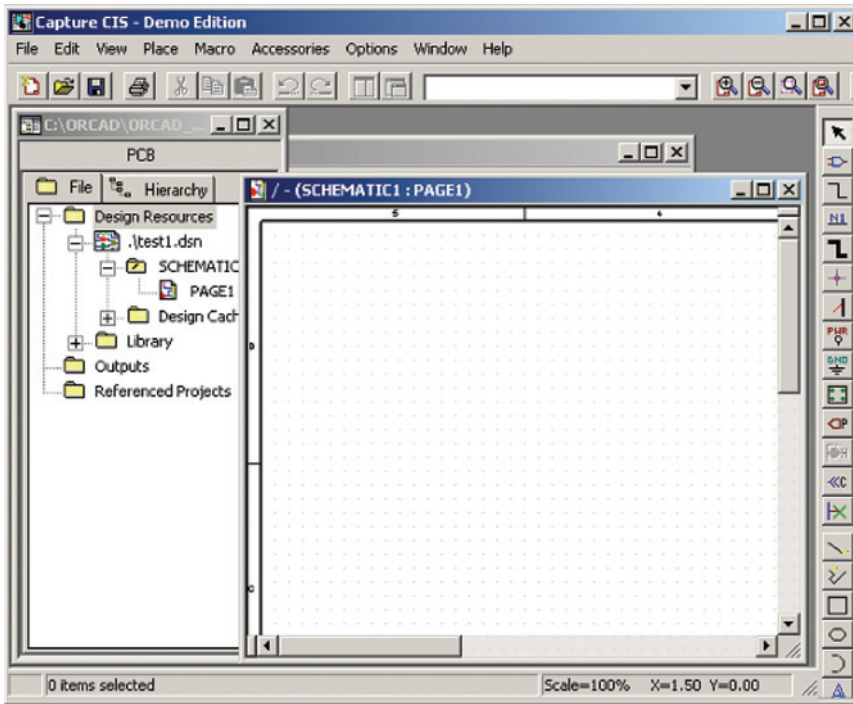 Capture CIS - Demo Edition
File Edit View Place Macro Accessories Options Window Help
C:\ORCAD\ORCAD_...
PCB
File Hierarchy
/ - (SCHEMATIC1 : PAGE1)
5 4
Design Resources
.\test1.dsn
SCHEMATIC
PAGE1
Design Cach
Library
Outputs
Referenced Projects
D
C
N1
PWR
GND
P
H
C
A
0 items selected
Scale=100% X=1.50 Y=0.00